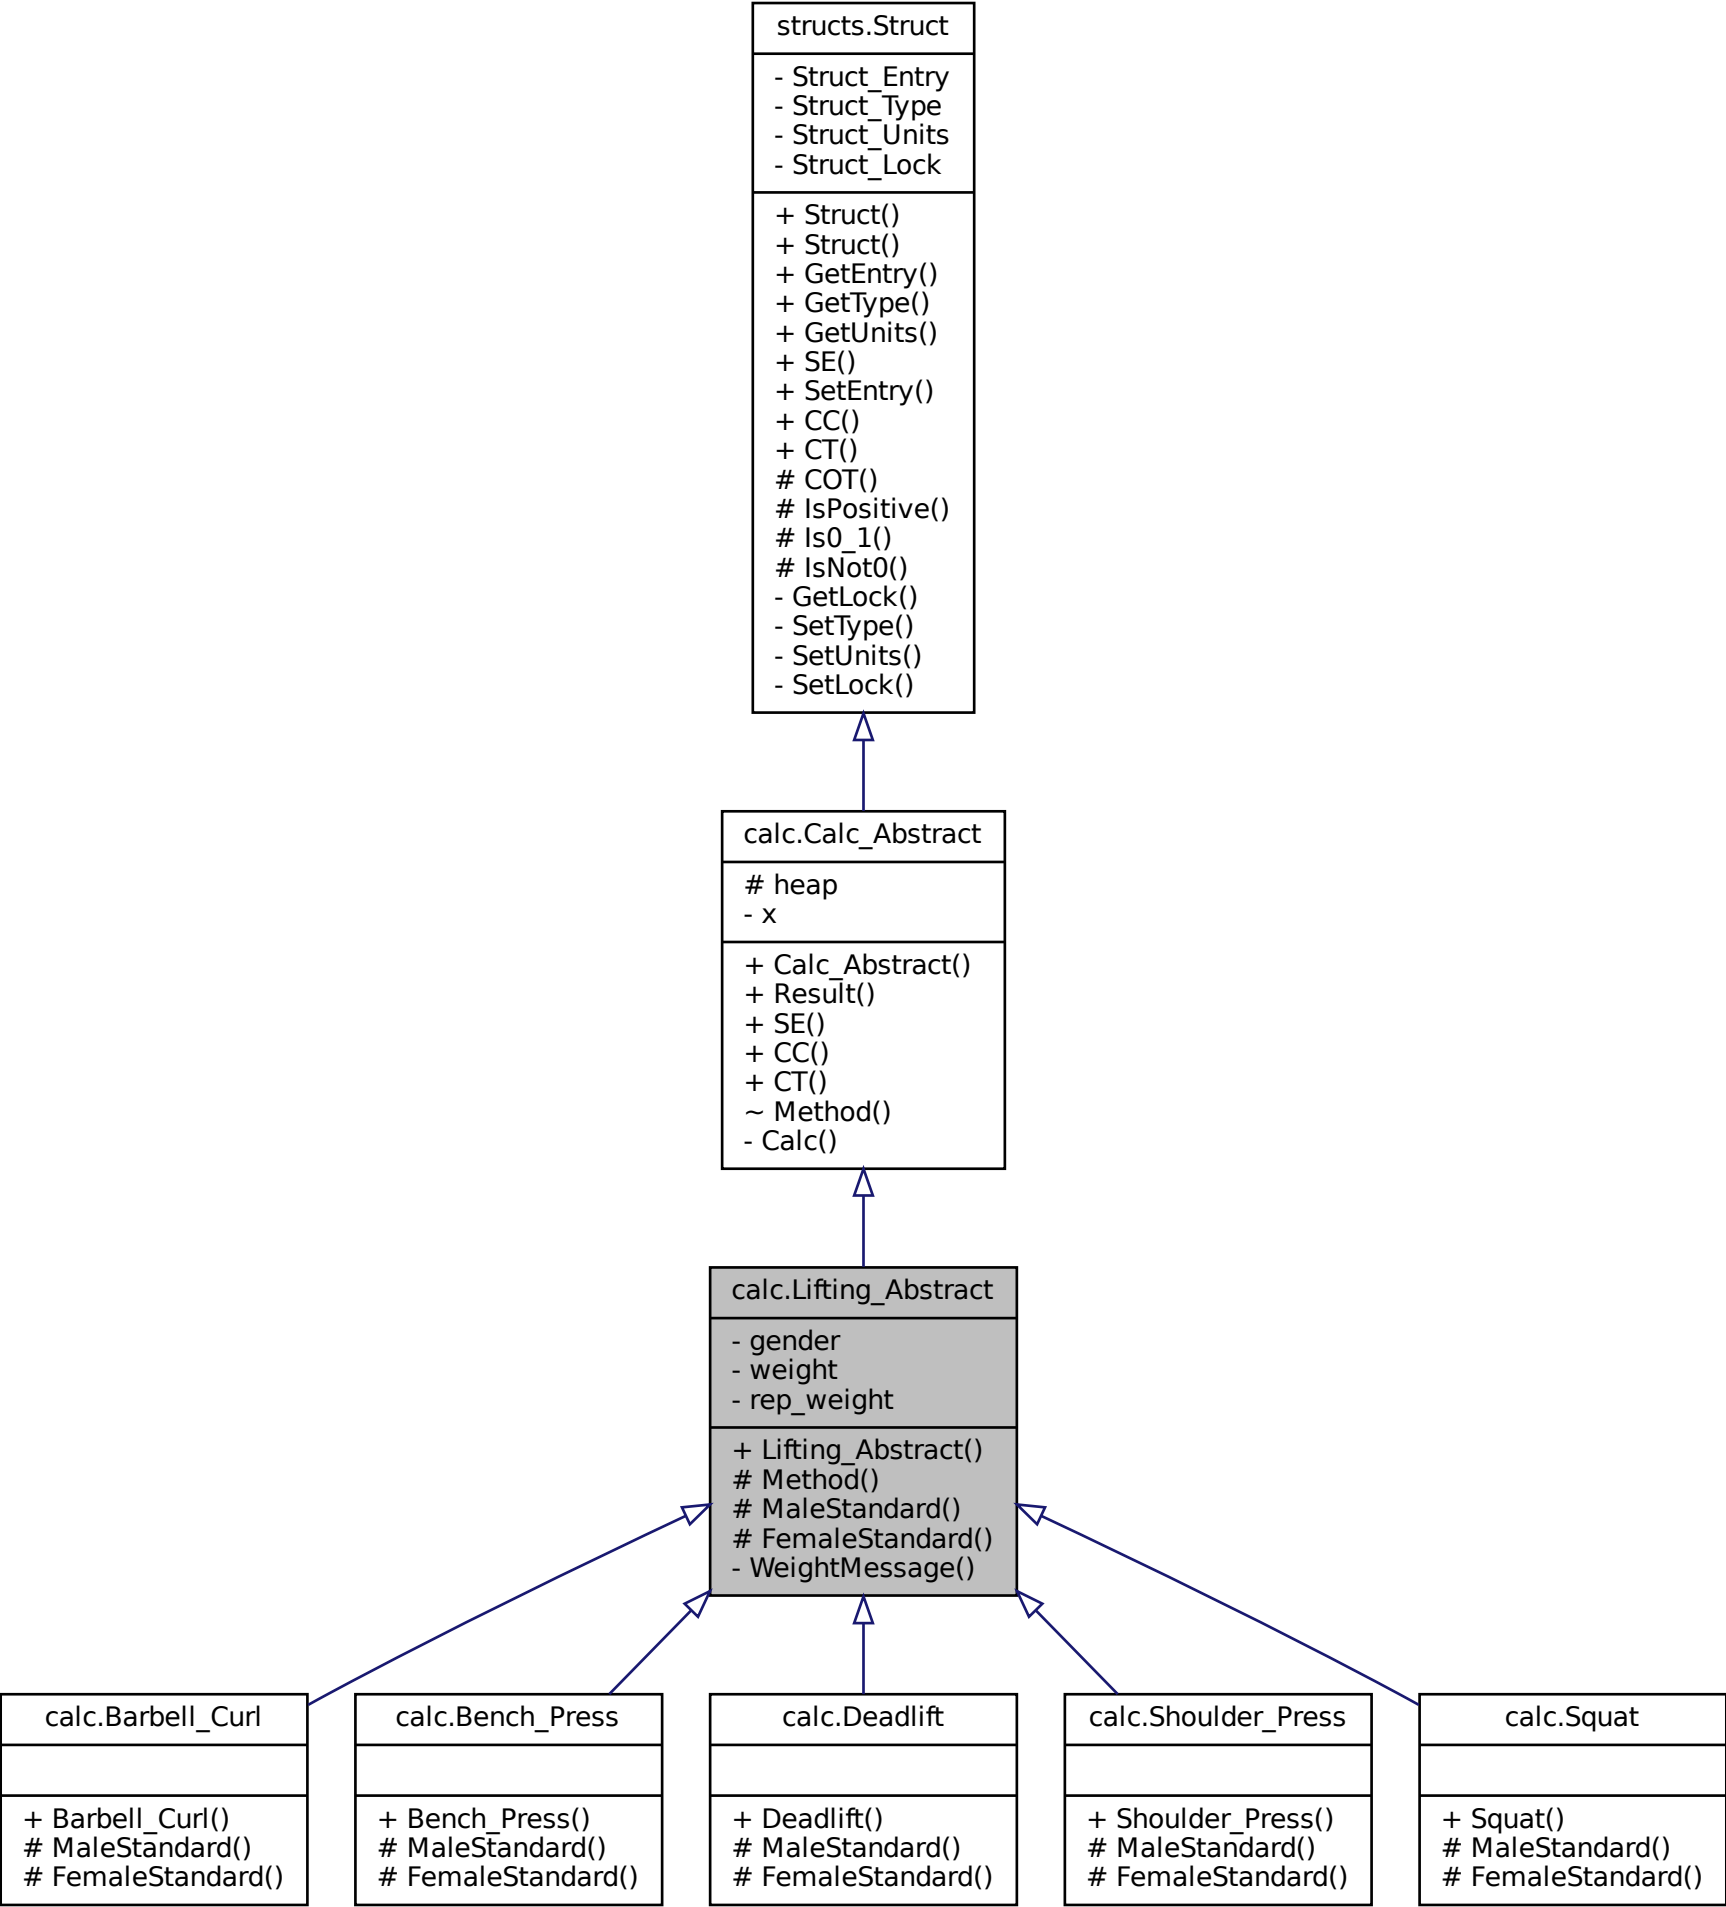 structs.Struct
- Struct_Entry
- Struct_Type
- Struct_Units
- Struct_Lock
+ Struct()
+ Struct()
+ GetEntry()
+ GetType()
+ GetUnits()
+ SE()
+ SetEntry()
+ CC()
+ CT()
# COT()
# IsPositive()
# Is0_1()
# IsNot0()
- GetLock()
- SetType()
- SetUnits()
- SetLock()
calc.Calc_Abstract
# heap
- x
+ Calc_Abstract()
+ Result()
+ SE()
+ CC()
+ CT()
~ Method()
- Calc()
calc.Lifting_Abstract
- gender
- weight
- rep_weight
+ Lifting_Abstract()
# Method()
# MaleStandard()
# FemaleStandard()
- WeightMessage()
calc.Barbell_Curl
+ Barbell_Curl()
# MaleStandard()
# FemaleStandard()
calc.Bench_Press
+ Bench_Press()
# MaleStandard()
# FemaleStandard()
calc.Deadlift
+ Deadlift()
# MaleStandard()
# FemaleStandard()
calc.Shoulder_Press
+ Shoulder_Press()
# MaleStandard()
# FemaleStandard()
calc.Squat
+ Squat()
# MaleStandard()
# FemaleStandard()